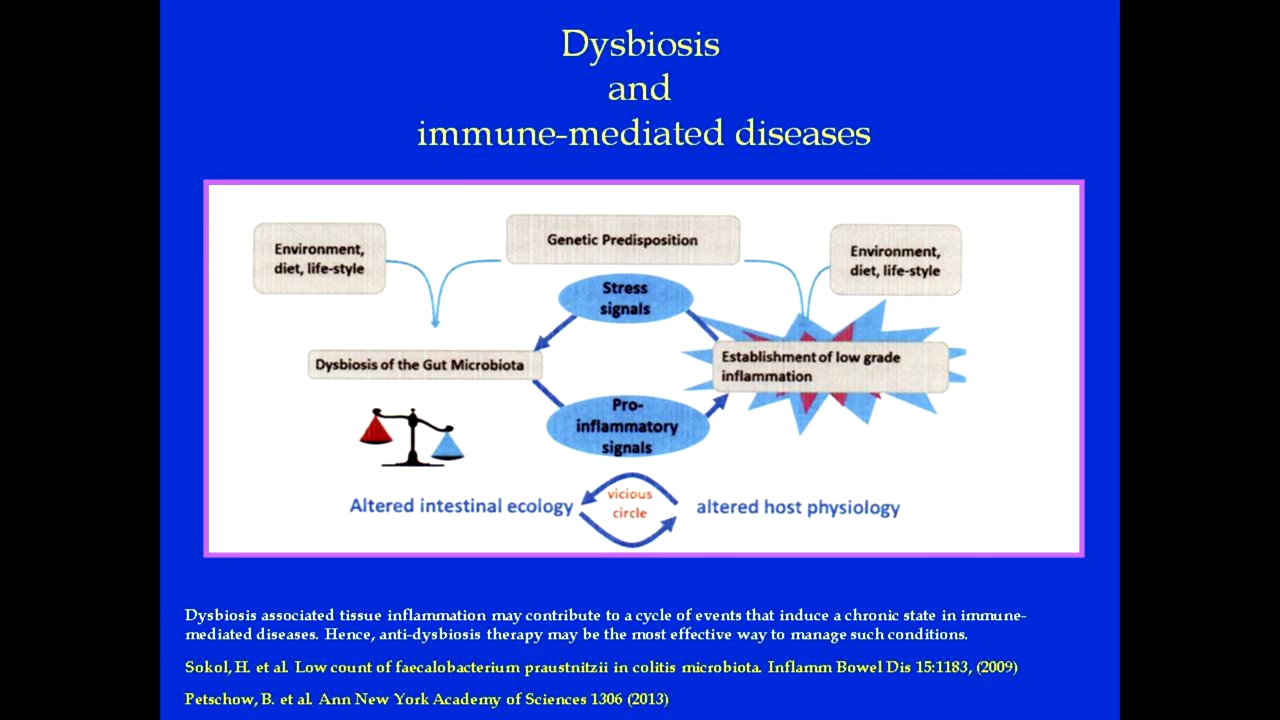 Dysbiosis
and
immune-mediated diseases
Environment,
diet, life-style
Genetic Predisposition
Environment,
diet, life-style
Stress
signals
Dysbiosis of the Gut Microbiota
Establishment of low grade
inflammation
Pro-
inflammatory
signals
Altered intestinal ecology
vicious
circle
altered host physiology
Dysbiosis associated tissue inflammation may contribute to a cycle of events that induce a chronic state in immune-
mediated diseases. Hence, anti-dysbiosis therapy may be the most effective way to manage such conditions.
Sokol, H. et al. Low count of faecalobacterium praustnitzii in colitis microbiota. Inflamm Bowel Dis 15:1183, (2009)
Petschow, B. et al. Ann New York Academy of Sciences 1306 (2013)